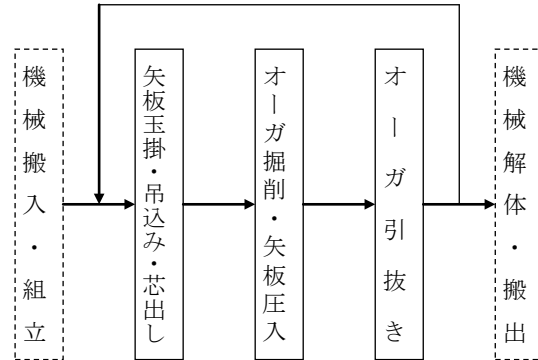 機械搬入・組立
矢板玉掛・吊込み・芯出し
オーガ掘削・矢板圧入
オーガ引抜き
機械解体・搬出